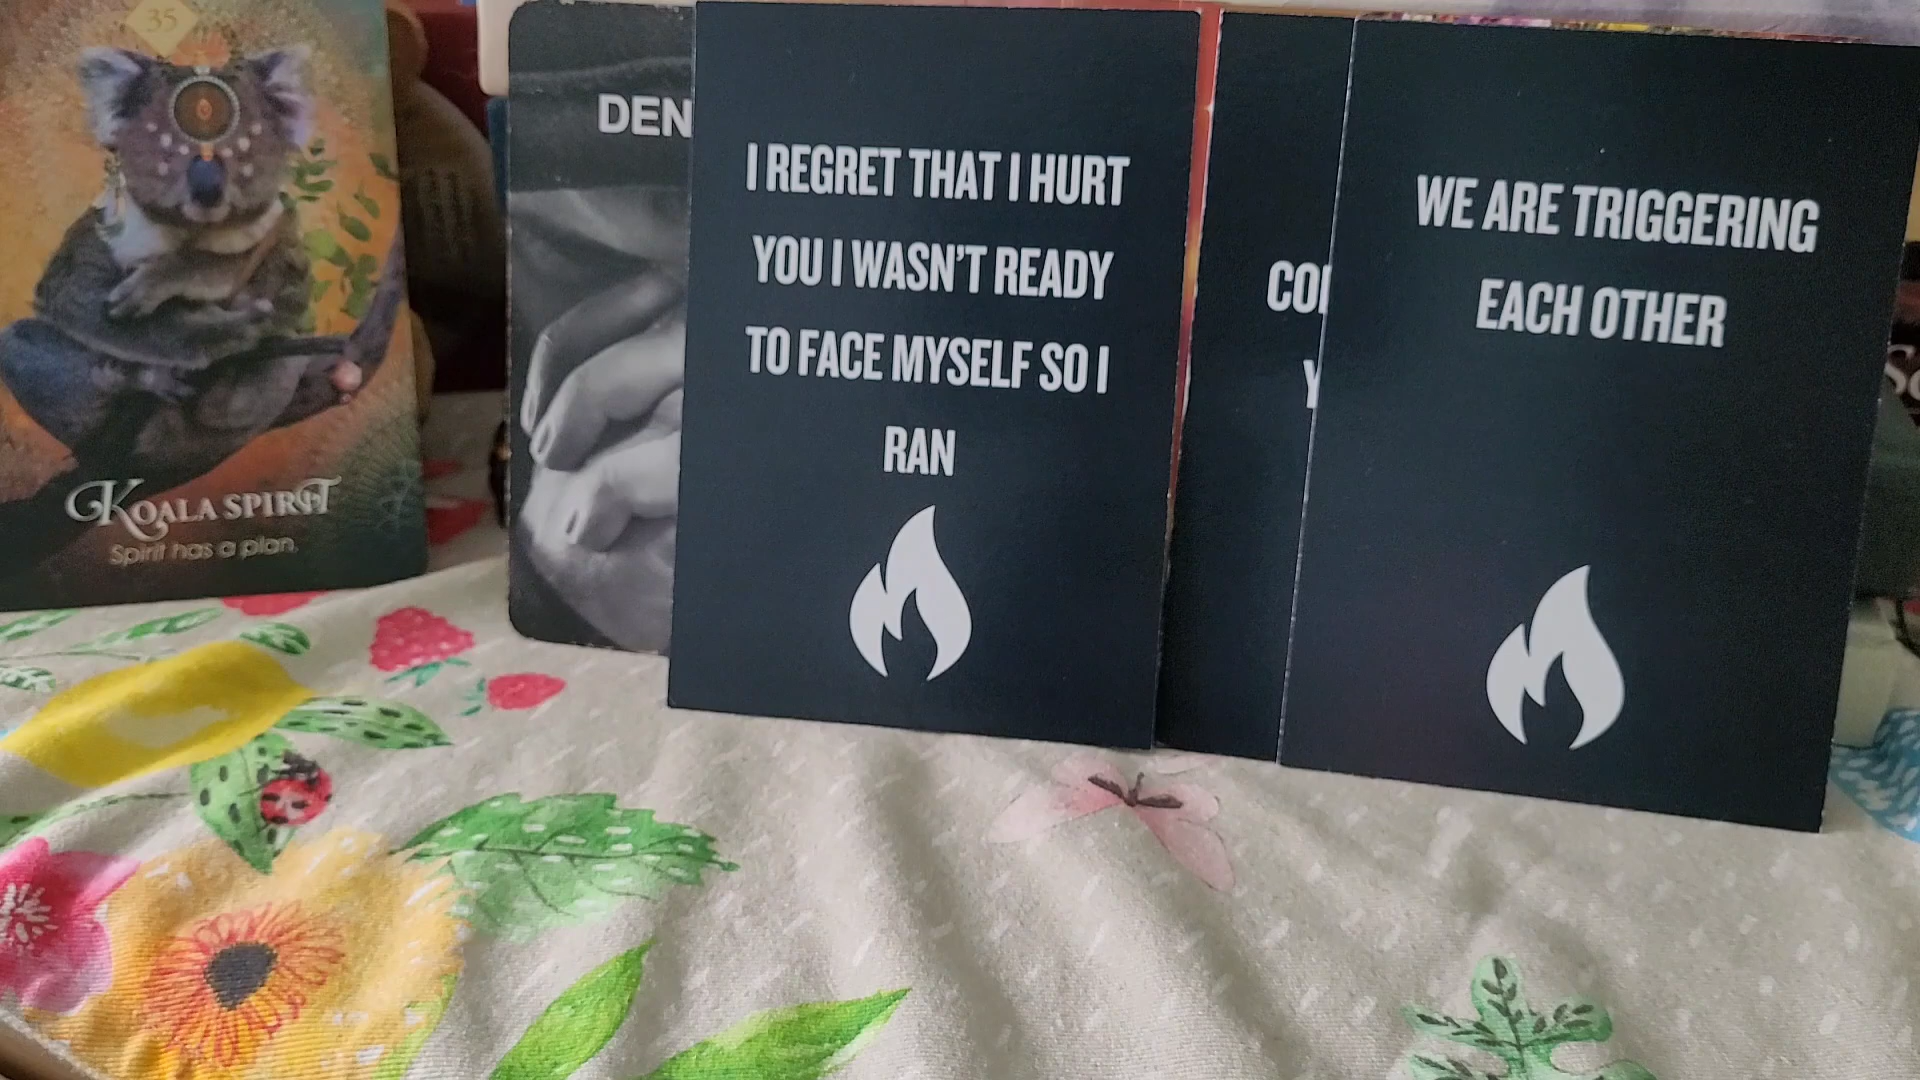 35
KOALA SPIRIT
Spirit has a plan.
DEN
I REGRET THAT I HURT
YOU I WASN'T READY
TO FACE MYSELF SO I
RAN
WE ARE TRIGGERING
EACH OTHER